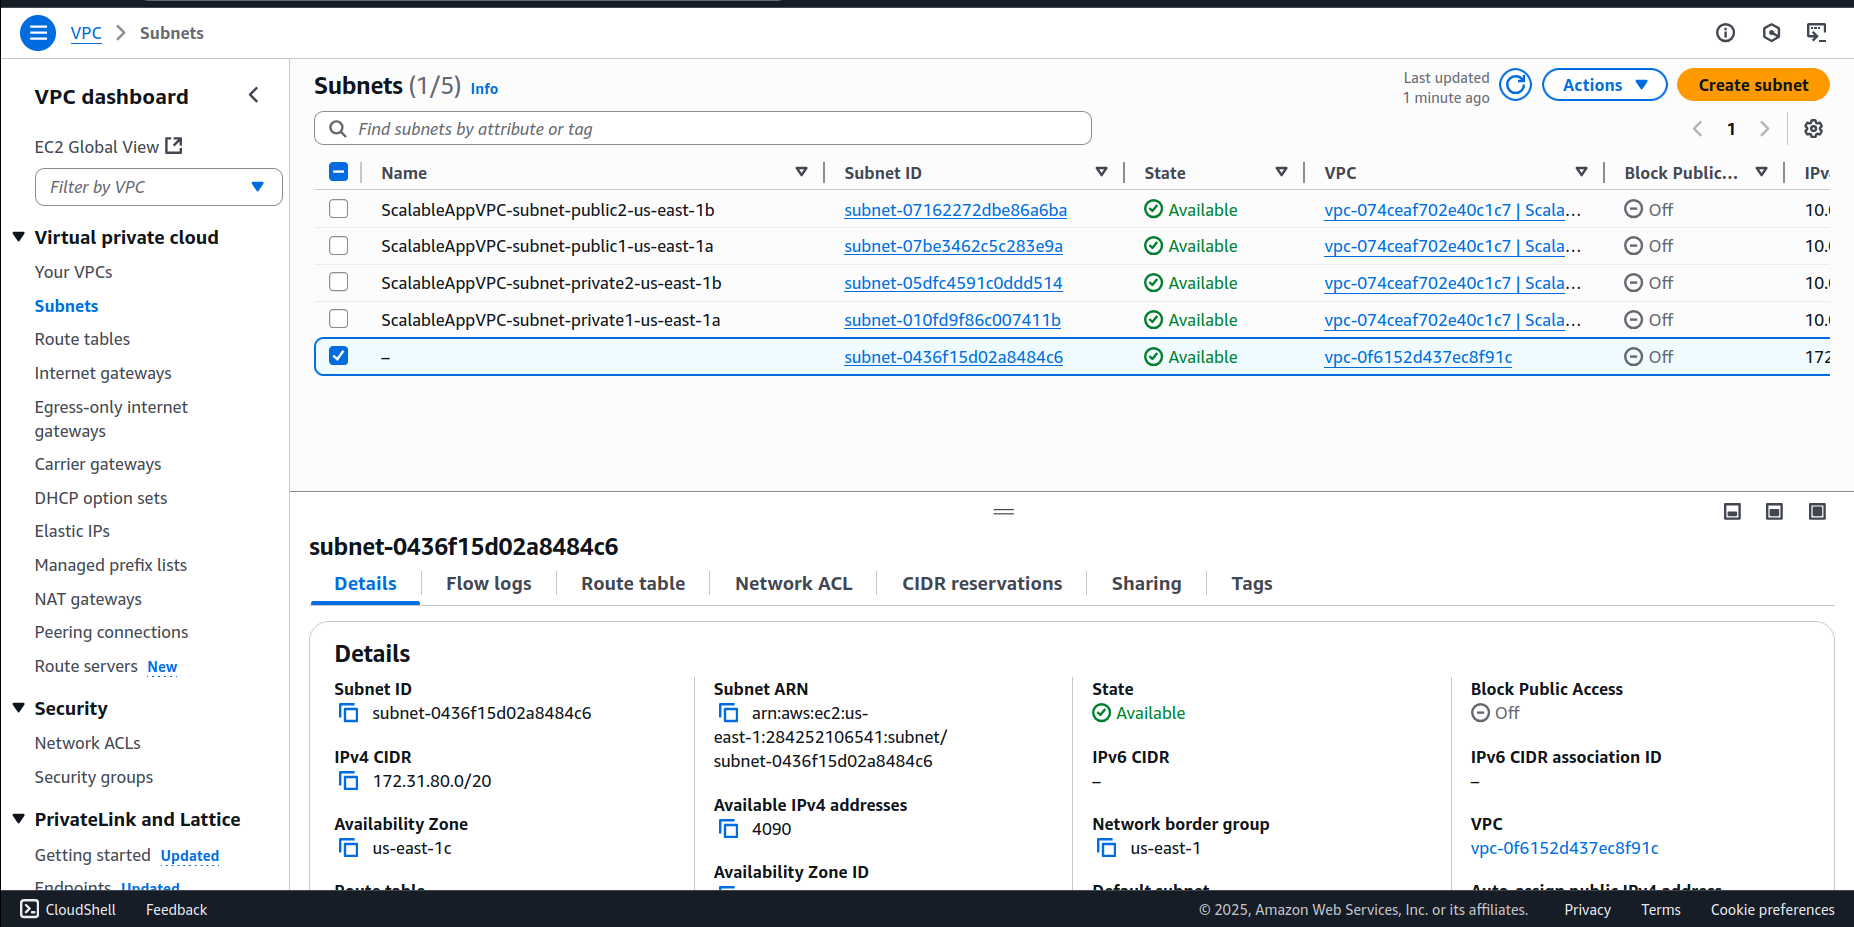 VPC > Subnets
VPC dashboard
EC2 Global View
Filter by VPC
Virtual private cloud
Your VPCs
Subnets
Route tables
Internet gateways
Egress-only internet
gateways
Carrier gateways
DHCP option sets
Elastic IPs
Managed prefix lists
NAT gateways
Peering connections
Route servers New
Security
Network ACLs
Security groups
PrivateLink and Lattice
Getting started Updated
Endpoints Updated
Subnets (1/5) Info
Last updated
1 minute ago
Actions
Create subnet
Find subnets by attribute or tag
1
Name Subnet ID State VPC Block Public...
ScalableAppVPC-subnet-public2-us-east-1b subnet-07162272dbe86a6ba Available vpc-074ceaf702e40c1c7 | Scala... Off 10.
ScalableAppVPC-subnet-public1-us-east-1a subnet-07be3462c5c283e9a Available vpc-074ceaf702e40c1c7 | Scala... Off 10.
ScalableAppVPC-subnet-private2-us-east-1b subnet-05dfc4591c0ddd514 Available vpc-074ceaf702e40c1c7 | Scala... Off 10.
ScalableAppVPC-subnet-private1-us-east-1a subnet-010fd9f86c007411b Available vpc-074ceaf702e40c1c7 | Scala... Off 10.
– subnet-0436f15d02a8484c6 Available vpc-0f6152d437ec8f91c Off 172
subnet-0436f15d02a8484c6
Details Flow logs Route table Network ACL CIDR reservations Sharing Tags
Details
Subnet ID
subnet-0436f15d02a8484c6
IPv4 CIDR
172.31.80.0/20
Availability Zone
us-east-1c
Route table
Subnet ARN
arn:aws:ec2:us-
east-1:284252106541:subnet/
subnet-0436f15d02a8484c6
Available IPv4 addresses
4090
Availability Zone ID
State
Available
IPv6 CIDR
–
Network border group
us-east-1
Default subnet
Block Public Access
Off
IPv6 CIDR association ID
–
VPC
vpc-0f6152d437ec8f91c
Auto-assign public IPv4 address
CloudShell Feedback © 2025, Amazon Web Services, Inc. or its affiliates. Privacy Terms Cookie preferences